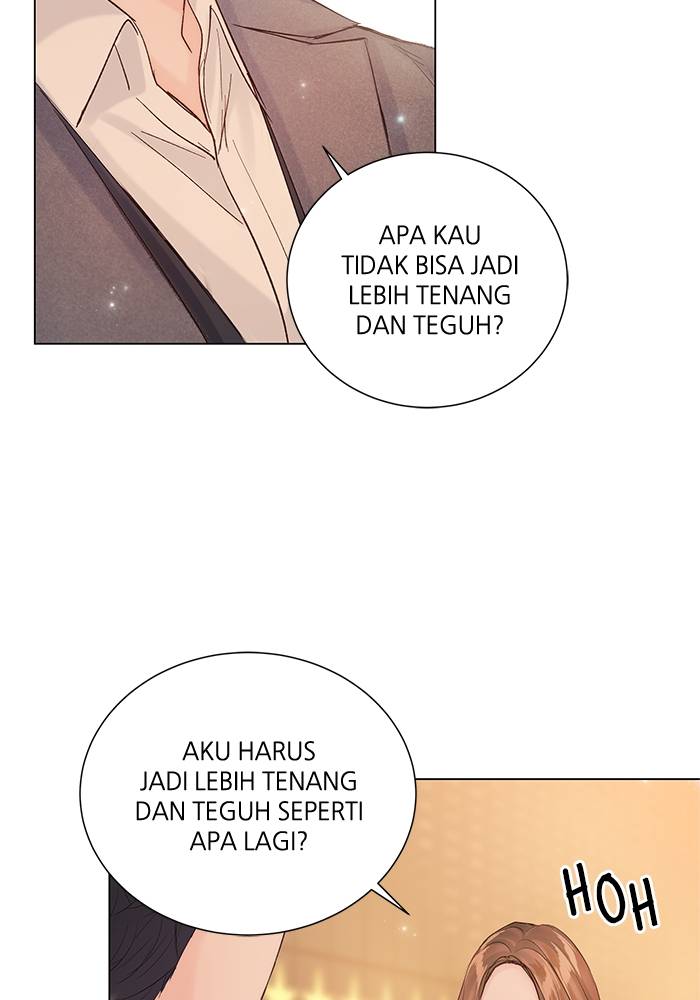 APA KAU
TIDAK BISA JADI
LEBIH TENANG
DAN TEGUH?
AKU HARUS
JADI LEBIH TENANG
DAN TEGUH SEPERTI
APA LAGI?
HOH